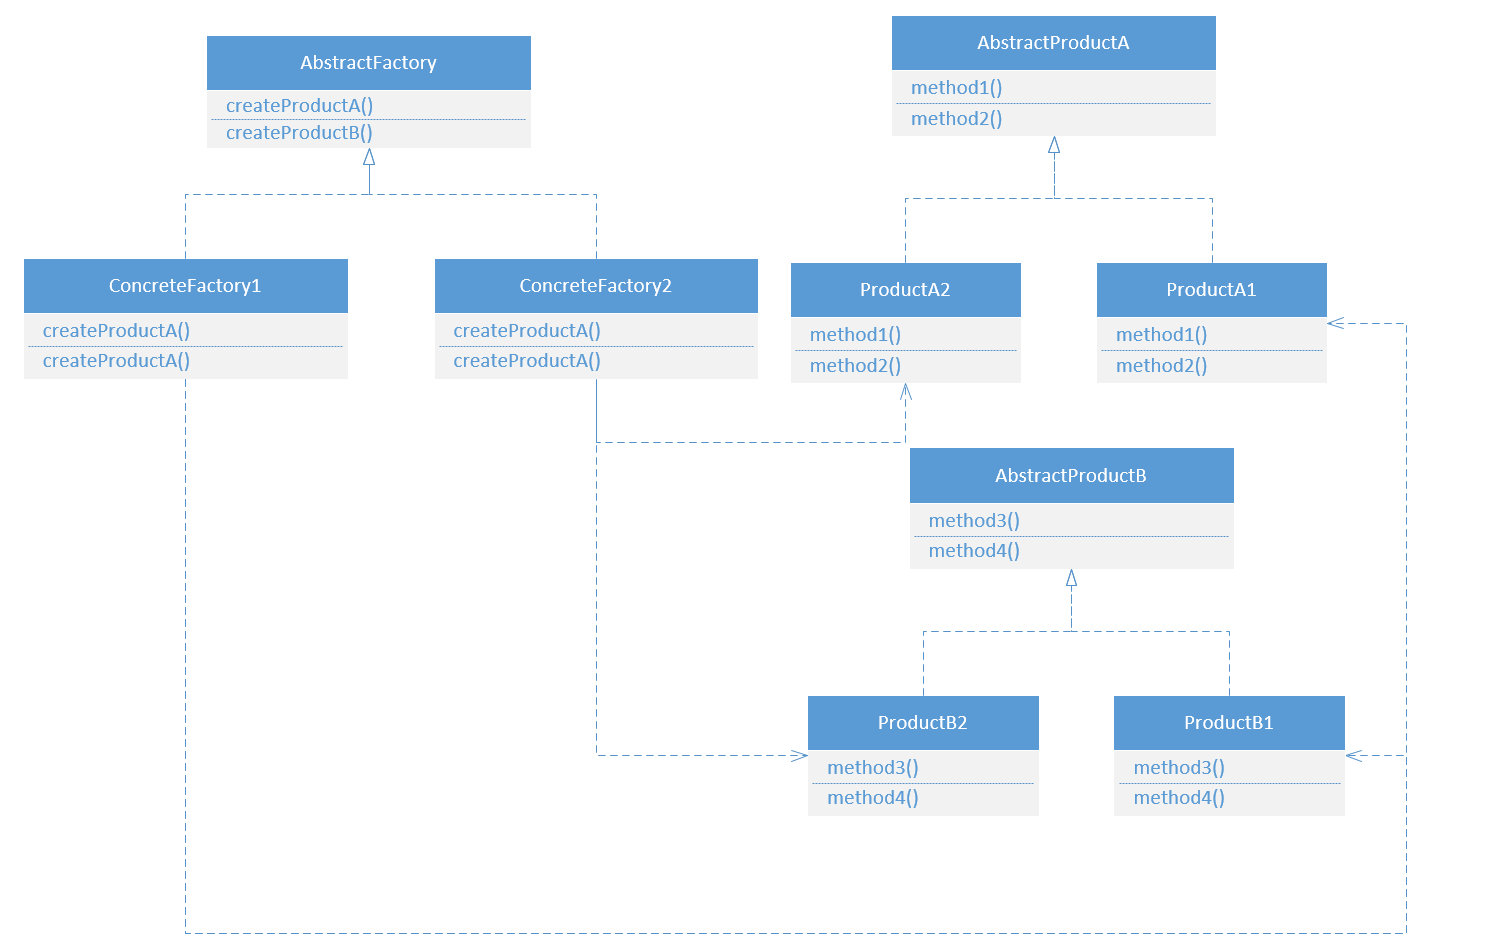 AbstractFactory
createProductA()
createProductB()
AbstractProductA
method1()
method2()
ConcreteFactory1
createProductA()
createProductA()
ConcreteFactory2
createProductA()
createProductA()
ProductA2
method1()
method2()
ProductA1
method1()
method2()
AbstractProductB
method3()
method4()
ProductB2
method3()
method4()
ProductB1
method3()
method4()